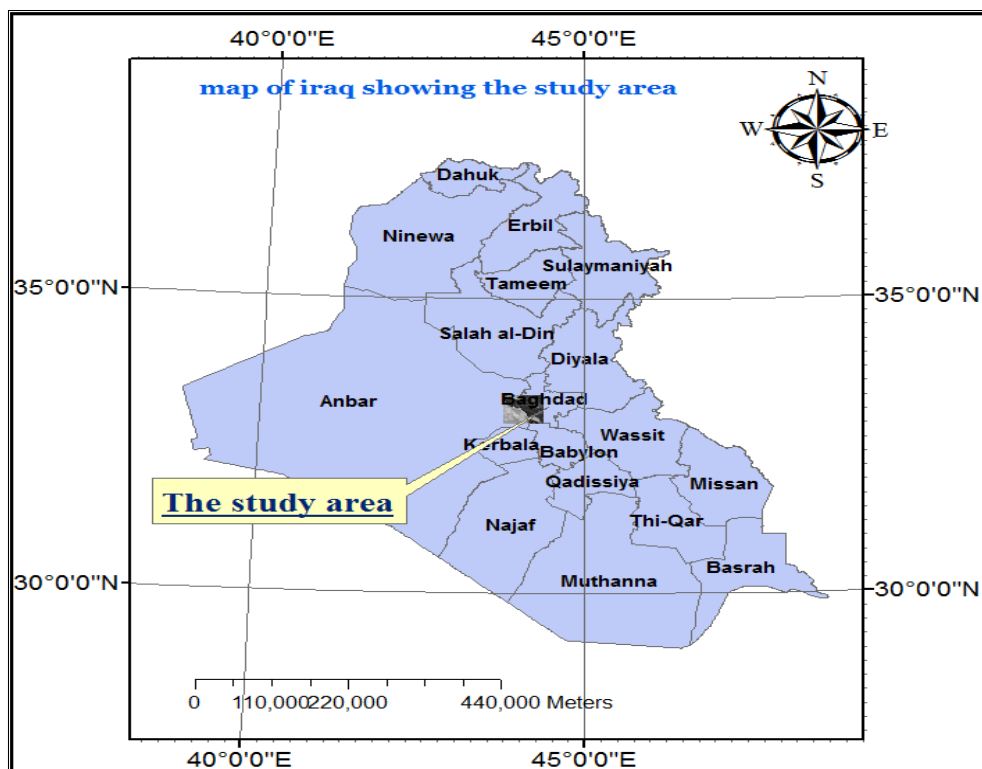 40°0'0"E 45°0'0"E
map of iraq showing the study area
N
W E
S
Dahuk
Ninewa
Erbil
Sulaymaniyah
Tameem
35°0'0"N 35°0'0"N
Salah al-Din
Diyala
Anbar
Baghdad
Wassit
Kerbala
Babylon
Qadissiya
Missan
The study area
Najaf
Thi-Qar
Basrah
Muthanna
30°0'0"N 30°0'0"N
0 110,000 220,000 440,000 Meters
40°0'0"E 45°0'0"E